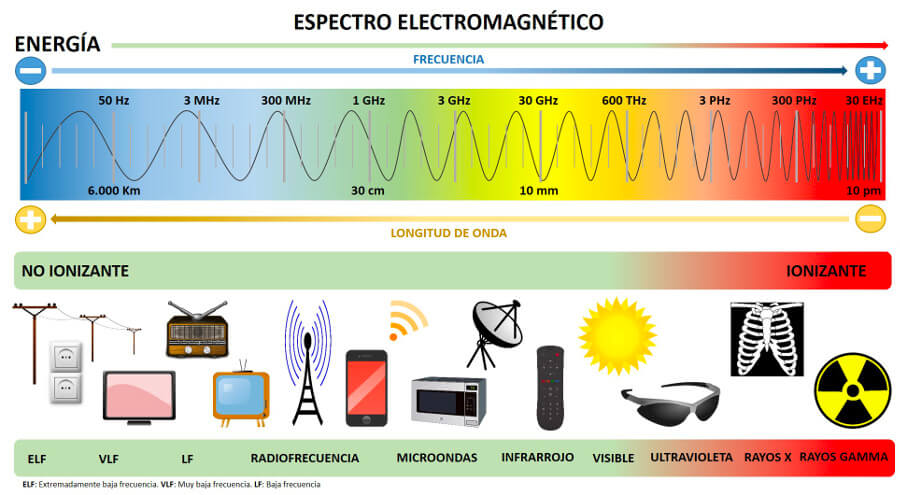 ESPECTRO ELECTROMAGNÉTICO
ENERGÍA
FRECUENCIA
50 Hz 3 MHz 300 MHz 1 GHz 3 GHz 30 GHz 600 THz 3 PHz 300 PHz 30 EHz
6.000 Km 30 cm 10 mm 10 pm
LONGITUD DE ONDA
NO IONIZANTE IONIZANTE
ELF VLF LF RADIOFRECUENCIA MICROONDAS INFRARROJO VISIBLE ULTRAVIOLETA RAYOS X RAYOS GAMMA
ELF: Extremadamente baja frecuencia. VLF: Muy baja frecuencia. LF: Baja frecuencia